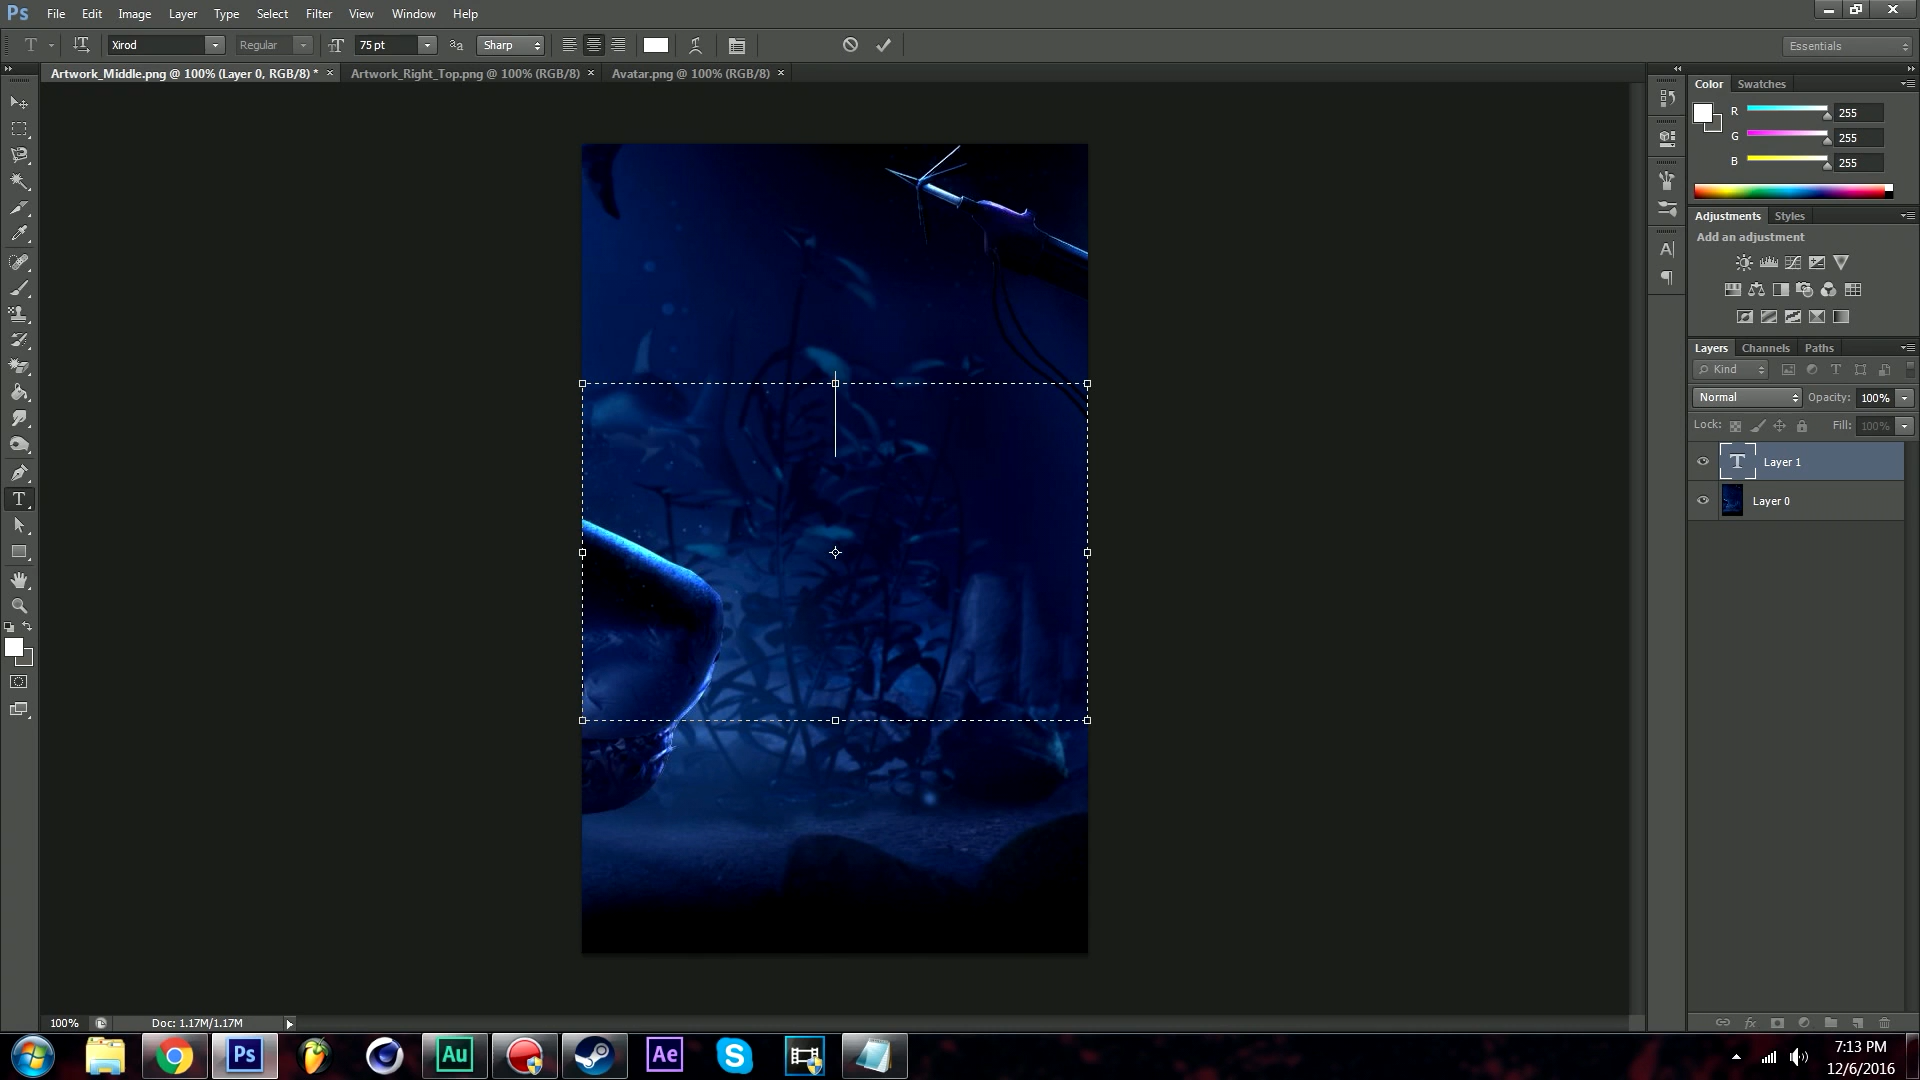 Ps File Edit Image Layer Type Select Filter View Window Help
T Xirod Regular 75 pt Sharp Essentials
Artwork_Middle.png @ 100% (Layer 0, RGB/8) * × Artwork_Right_Top.png @ 100% (RGB/8) × Avatar.png @ 100% (RGB/8) ×
Color Swatches
R 255
G 255
B 255
Adjustments Styles
Add an adjustment
Layers Channels Paths
Kind
Normal Opacity: 100%
Lock: Fill: 100%
T Layer 1
Layer 0
100% Doc: 1.17M/1.17M
Ps Au Ae S
7:13 PM
12/6/2016